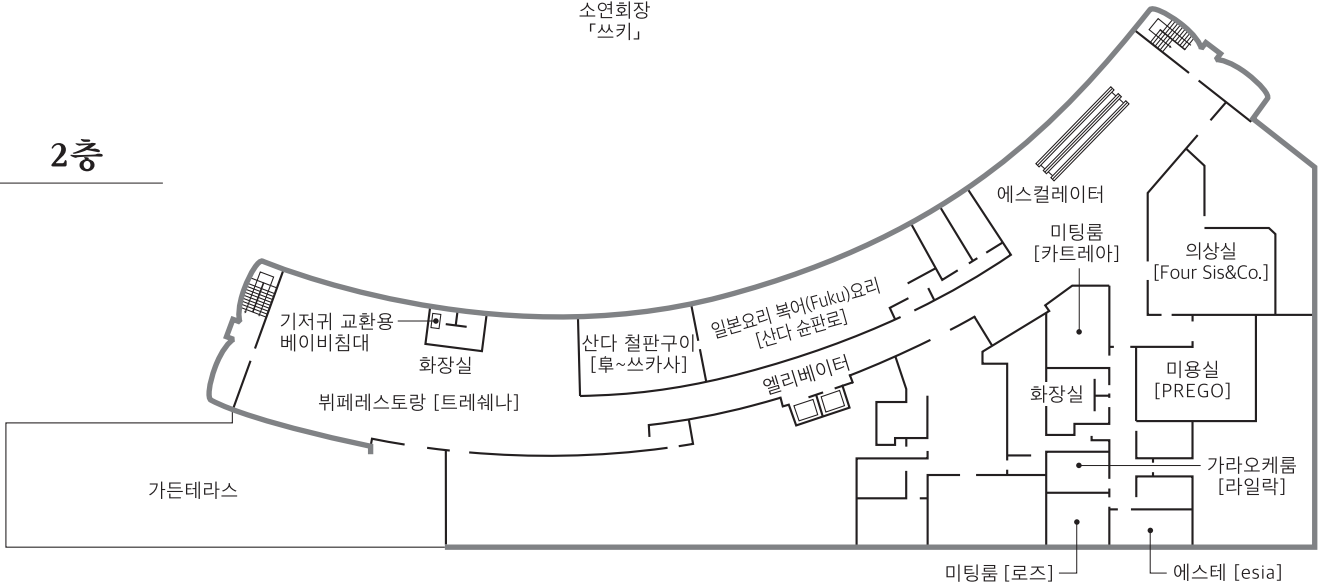 소연회장
「쓰키」
2층
에스컬레이터
미팅룸
[카트레아]
의상실
[Four Sis&Co.]
기저귀 교환용
베이비침대
화장실
산다 철판구이
[阜~쓰카사]
일본요리 복어(Fuku)요리
[산다 슌판로]
엘리베이터
뷔페레스토랑 [트레쉐나]
화장실
미용실
[PREGO]
가든테라스
가라오케룸
[라일락]
미팅룸 [로즈]
에스테 [esia]